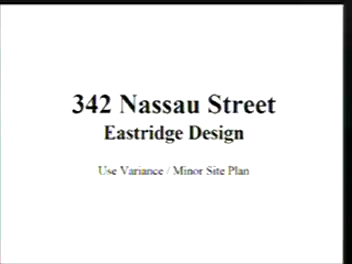 342 Nassau Street
Eastridge Design
Use Variance / Minor Site Plan